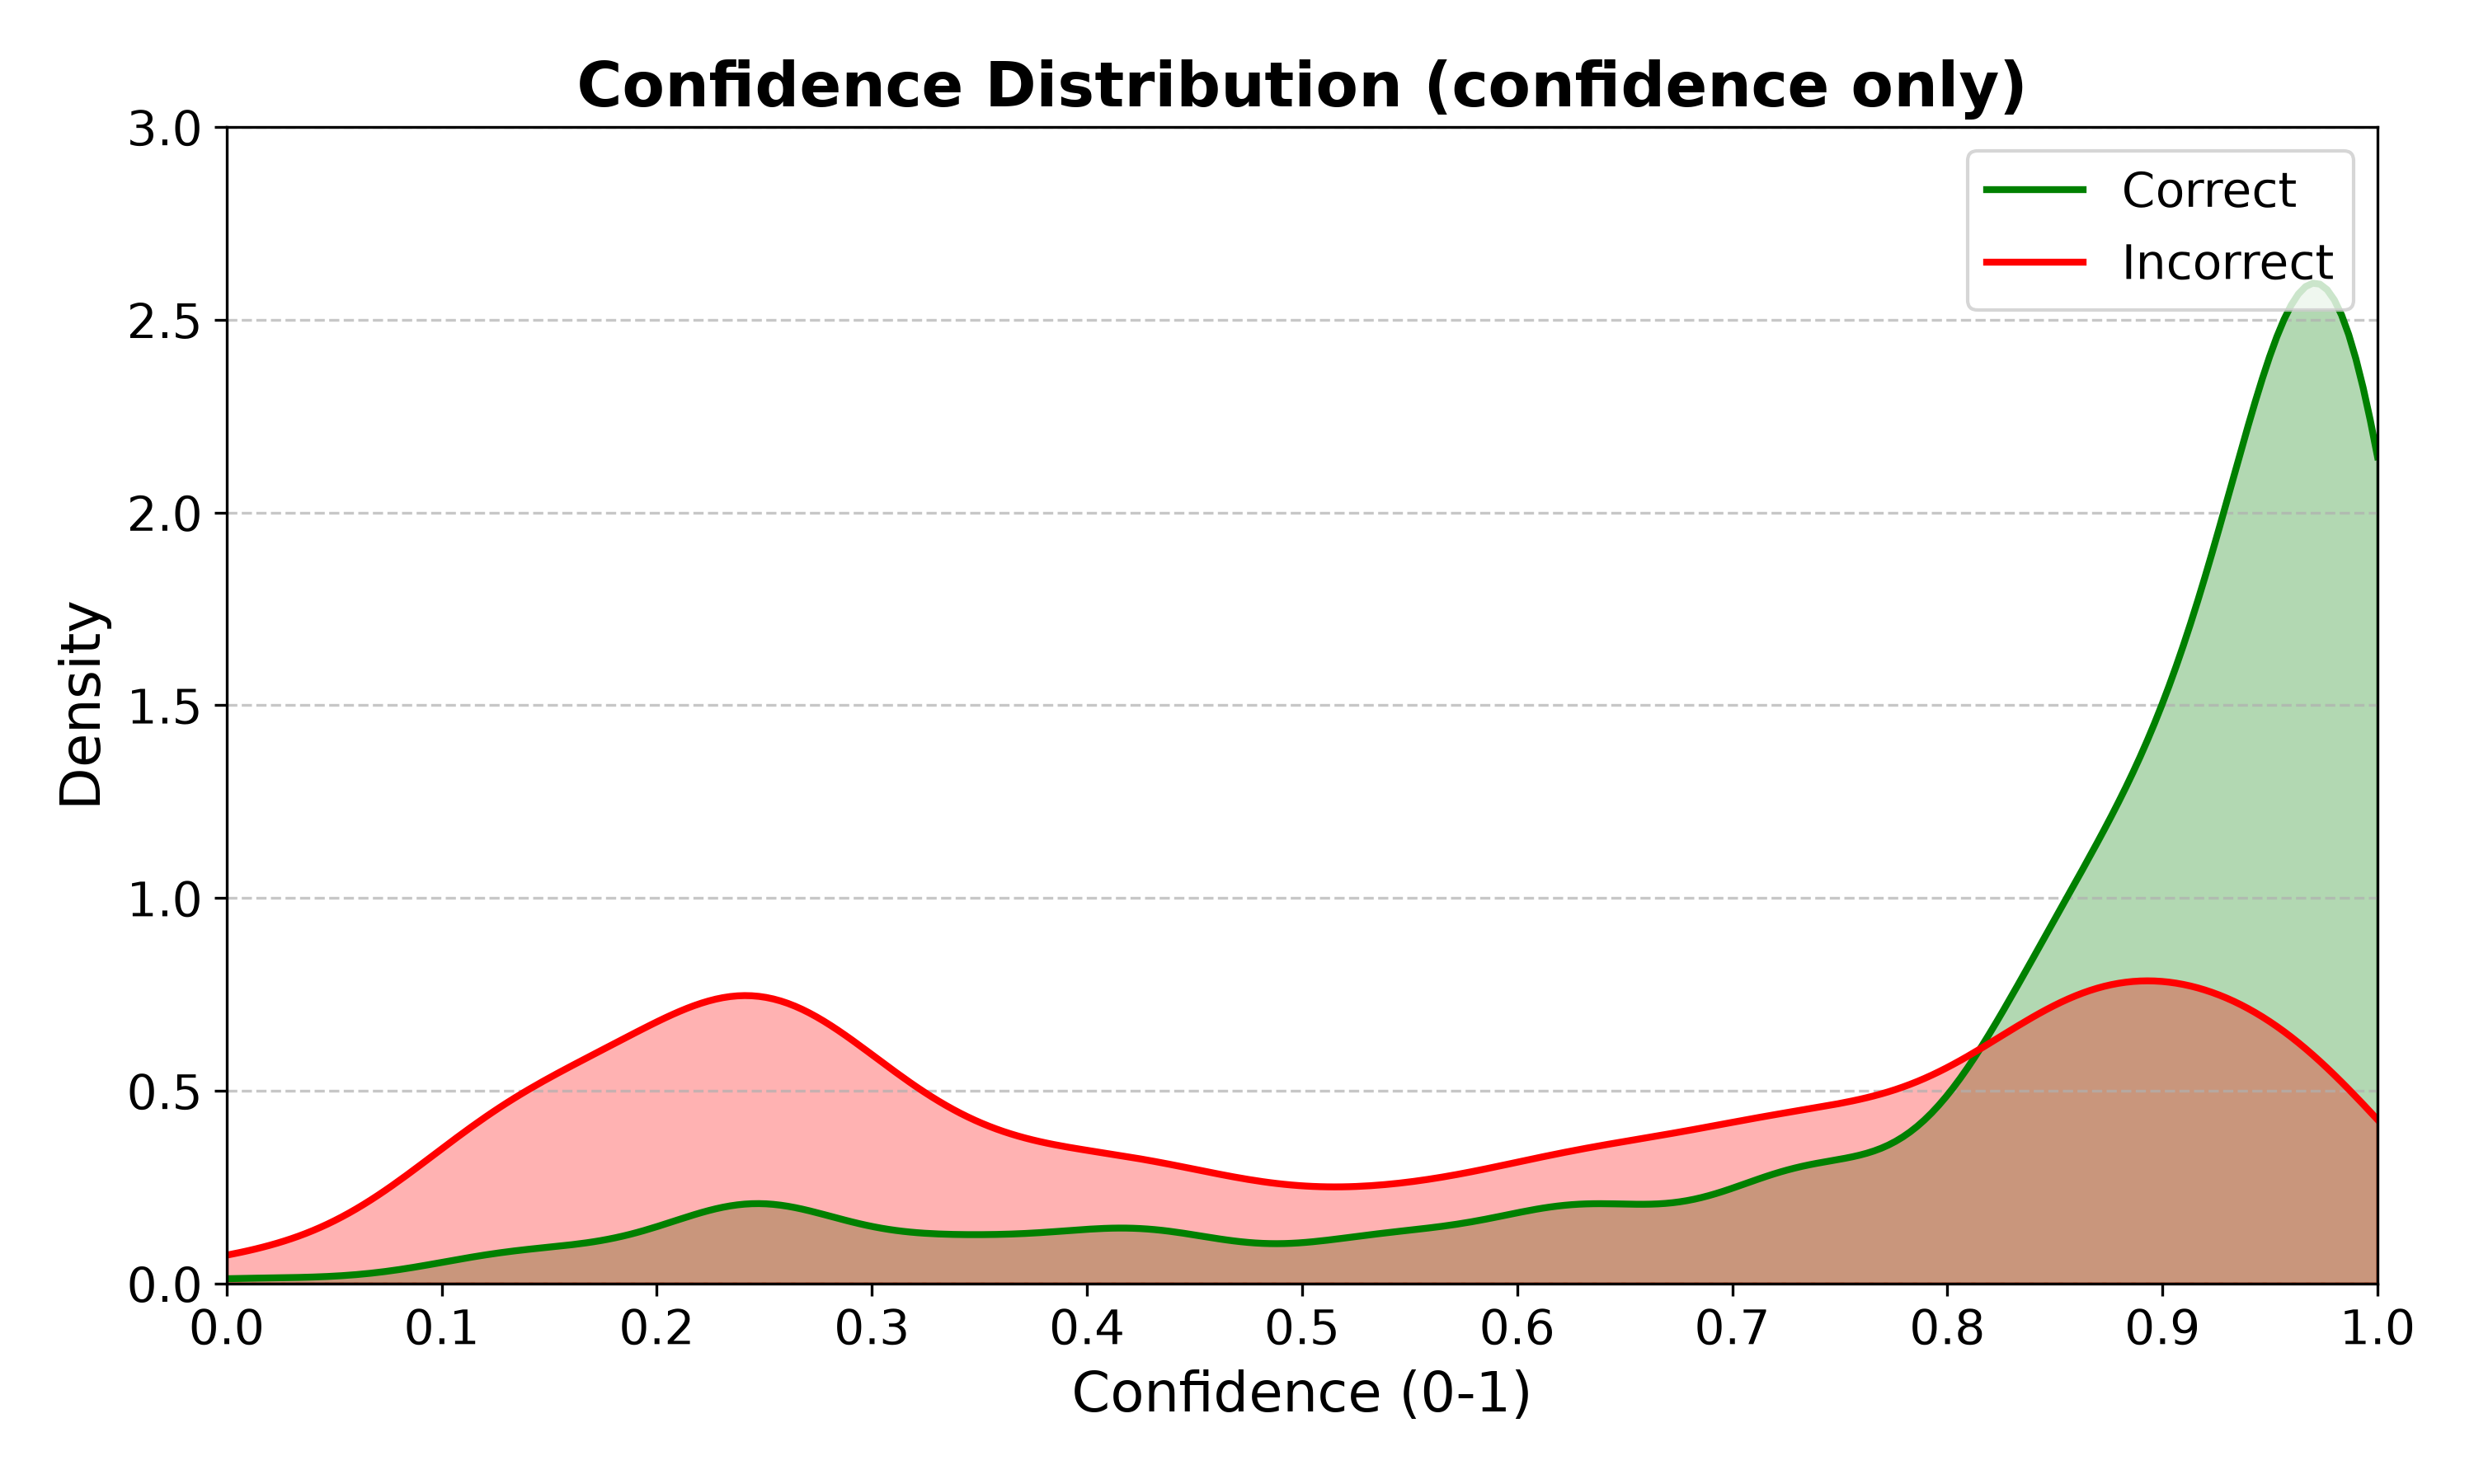 Confidence Distribution (confidence only)
3.0
2.5
2.0
1.5
1.0
0.5
0.0
Density
Correct
Incorrect
0.0 0.1 0.2 0.3 0.4 0.5 0.6 0.7 0.8 0.9 1.0
Confidence (0-1)